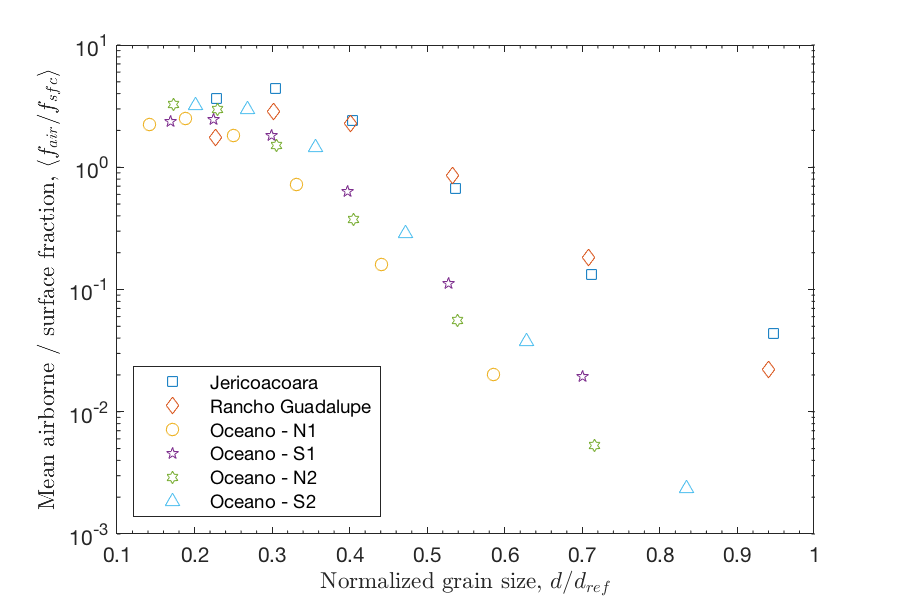 10^1
10^0
10^-1
10^-2
10^-3
Mean airborne / surface fraction, ⟨f_air/f_sfc⟩
Jericoacoara
Rancho Guadalupe
Oceano - N1
Oceano - S1
Oceano - N2
Oceano - S2
0.1 0.2 0.3 0.4 0.5 0.6 0.7 0.8 0.9 1
Normalized grain size, d/d_ref